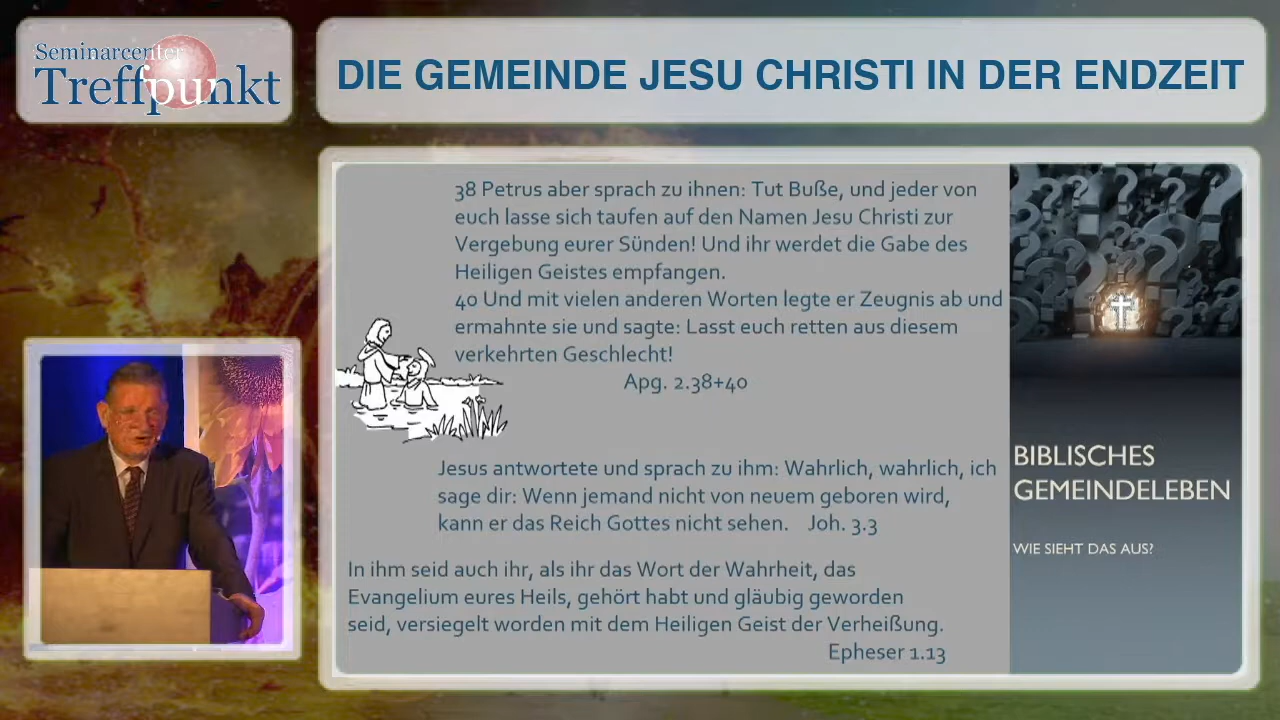 Seminarcenter
Treffpunkt
DIE GEMEINDE JESU CHRISTI IN DER ENDZEIT
38 Petrus aber sprach zu ihnen: Tut Buße, und jeder von
euch lasse sich taufen auf den Namen Jesu Christi zur
Vergebung eurer Sünden! Und ihr werdet die Gabe des
Heiligen Geistes empfangen.
40 Und mit vielen anderen Worten legte er Zeugnis ab und
ermahnte sie und sagte: Lasst euch retten aus diesem
verkehrten Geschlecht!
Apg. 2.38+40
Jesus antwortete und sprach zu ihm: Wahrlich, wahrlich, ich
sage dir: Wenn jemand nicht von neuem geboren wird,
kann er das Reich Gottes nicht sehen. Joh. 3.3
In ihm seid auch ihr, als ihr das Wort der Wahrheit, das
Evangelium eures Heils, gehört habt und gläubig geworden
seid, versiegelt worden mit dem Heiligen Geist der Verheißung.
Epheser 1.13
BIBLISCHES
GEMEINDELEBEN
WIE SIEHT DAS AUS?